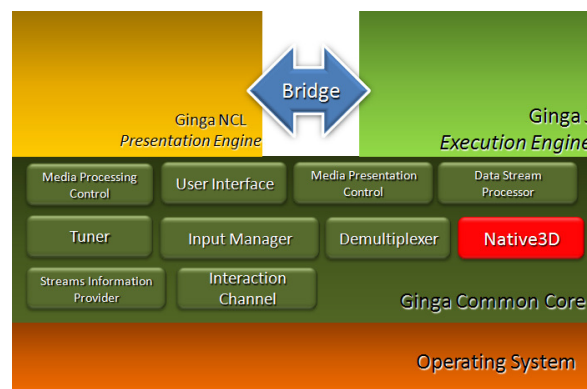 Bridge
Ginga NCL
Presentation Engine
Ginga J
Execution Engine
Media Processing
Control
User Interface
Media Presentation
Control
Data Stream
Processor
Tuner
Input Manager
Demultiplexer
Native3D
Streams Information
Provider
Interaction
Channel
Ginga Common Core
Operating System